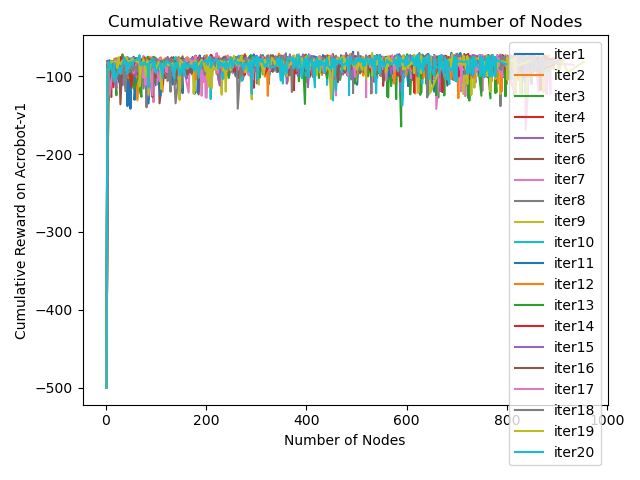 Cumulative Reward with respect to the number of Nodes
Cumulative Reward on Acrobot-v1
−100
−200
−300
−400
−500
0
200
400
600
800
1000
Number of Nodes
iter1
iter2
iter3
iter4
iter5
iter6
iter7
iter8
iter9
iter10
iter11
iter12
iter13
iter14
iter15
iter16
iter17
iter18
iter19
iter20